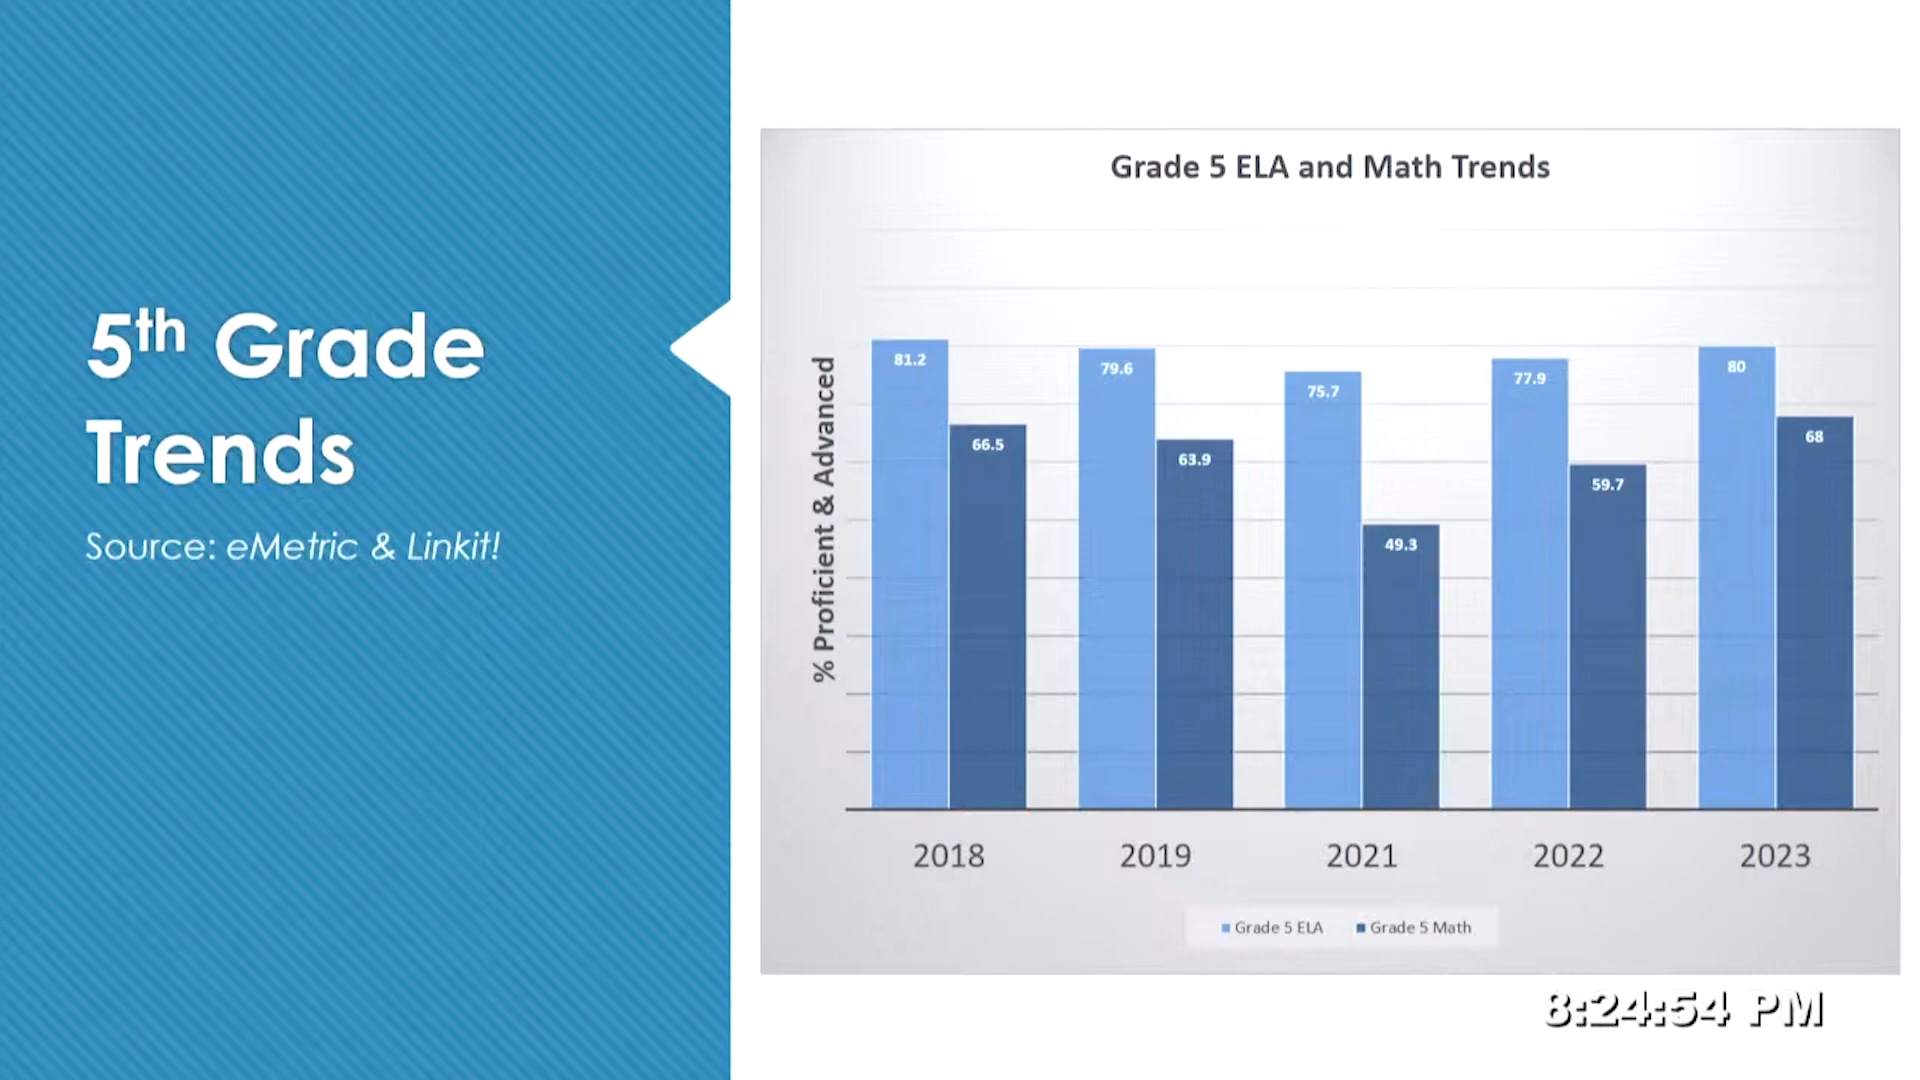 5th Grade
Trends
Source: eMetric & Linkit!
Grade 5 ELA and Math Trends
% Proficient & Advanced
81.2
66.5
79.6
63.9
75.7
49.3
77.9
59.7
80
68
2018 2019 2021 2022 2023
Grade 5 ELA Grade 5 Math
8:24:54 PM